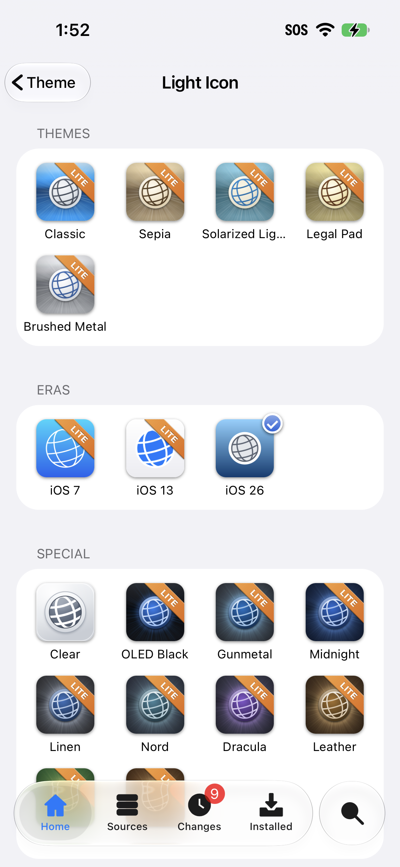 1:52
SOS
Theme
Light Icon
THEMES
LITE LITE LITE LITE
Classic Sepia Solarized Lig... Legal Pad
LITE
Brushed Metal
ERAS
LITE LITE
iOS 7 iOS 13 iOS 26
SPECIAL
LITE LITE LITE
Clear OLED Black Gunmetal Midnight
LITE LITE LITE LITE
Linen Nord Dracula Leather
9
Home Sources Changes Installed